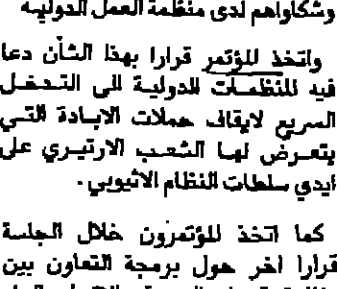 وشكاواهم لدى منظمة العمل الدولية
واتخذ المؤتمر قرارا بهذا الشأن دعا
فيه المنظمات الدولية الى التدخل
السريع لايقاف حملات الابادة التي
يتعرض لها الشعب الارتيري على
ايدي سلطات النظام الاثيوبي .
كما اتخذ المؤتمرون خلال الجلسة
قرارا اخر حول برمجة التعاون بين